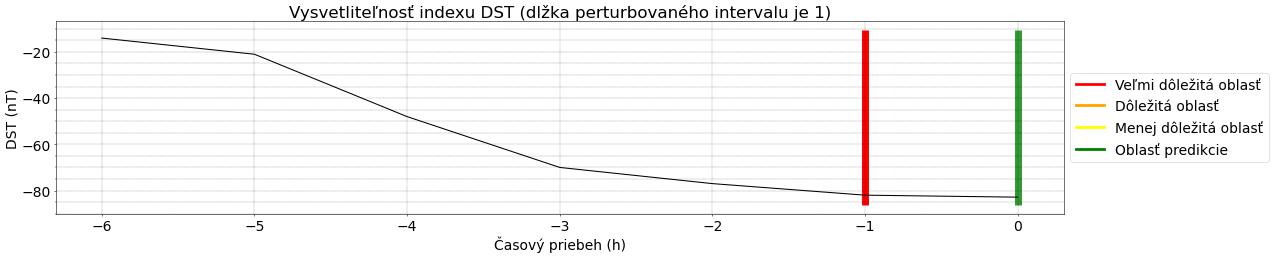 Vysvetliteľnosť indexu DST (dĺžka perturbovaného intervalu je 1)
DST (nT)
−20
−40
−60
−80
−6 −5 −4 −3 −2 −1 0
Časový priebeh (h)
Veľmi dôležitá oblasť
Dôležitá oblasť
Menej dôležitá oblasť
Oblasť predikcie